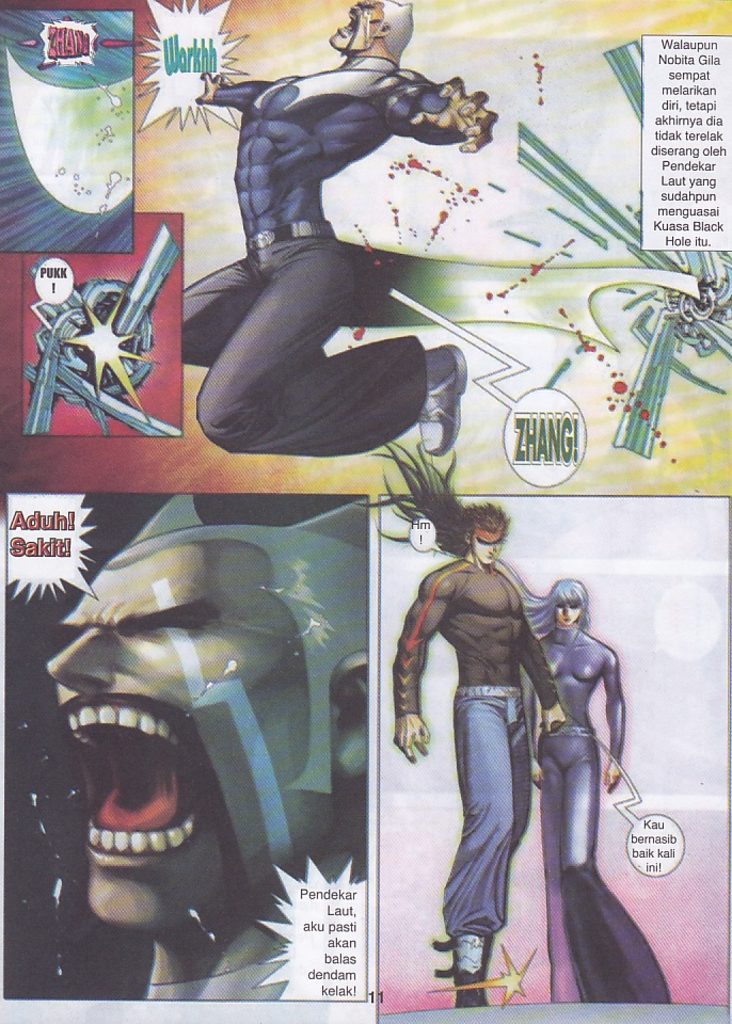 ZHANG
Warkhh
Walaupun
Nobita Gila
sempat
melarikan
diri, tetapi
akhirnya dia
tidak terelak
diserang oleh
Pendekar
Laut yang
sudahpun
menguasai
Kuasa Black
Hole itu.
PUKK
!
ZHANG!
Aduh!
Sakit!
Pendekar
Laut,
aku pasti
akan
balas
dendam
kelak!
Hm
!
Kau
bernasib
baik kali
ini!
11